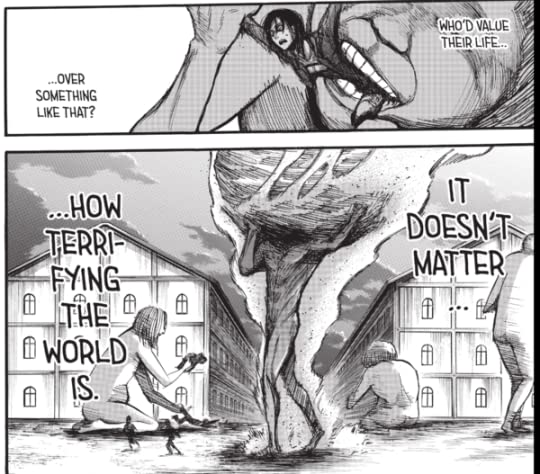 WHO'D VALUE
THEIR LIFE...
...OVER
SOMETHING
LIKE THAT?
IT
DOESN'T
MATTER
...
...HOW
TERRI-
FYING
THE
WORLD
IS.